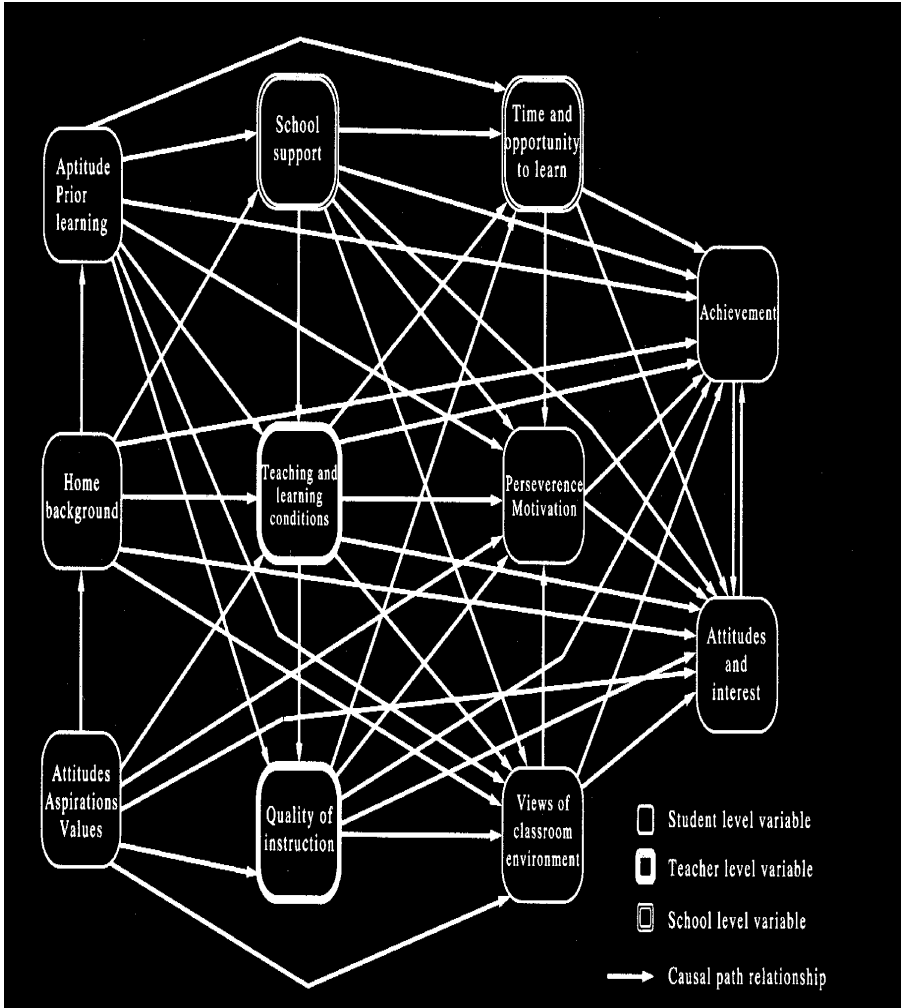 School
support
Time and
opportunity
to learn
Aptitude
Prior
learning
Achievement
Home
background
Teaching and
learning
conditions
Perseverence
Motivation
Attitudes
and
interest
Attitudes
Aspirations
Values
Quality of
instruction
Views of
classroom
environment
Student level variable
Teacher level variable
School level variable
Causal path relationship